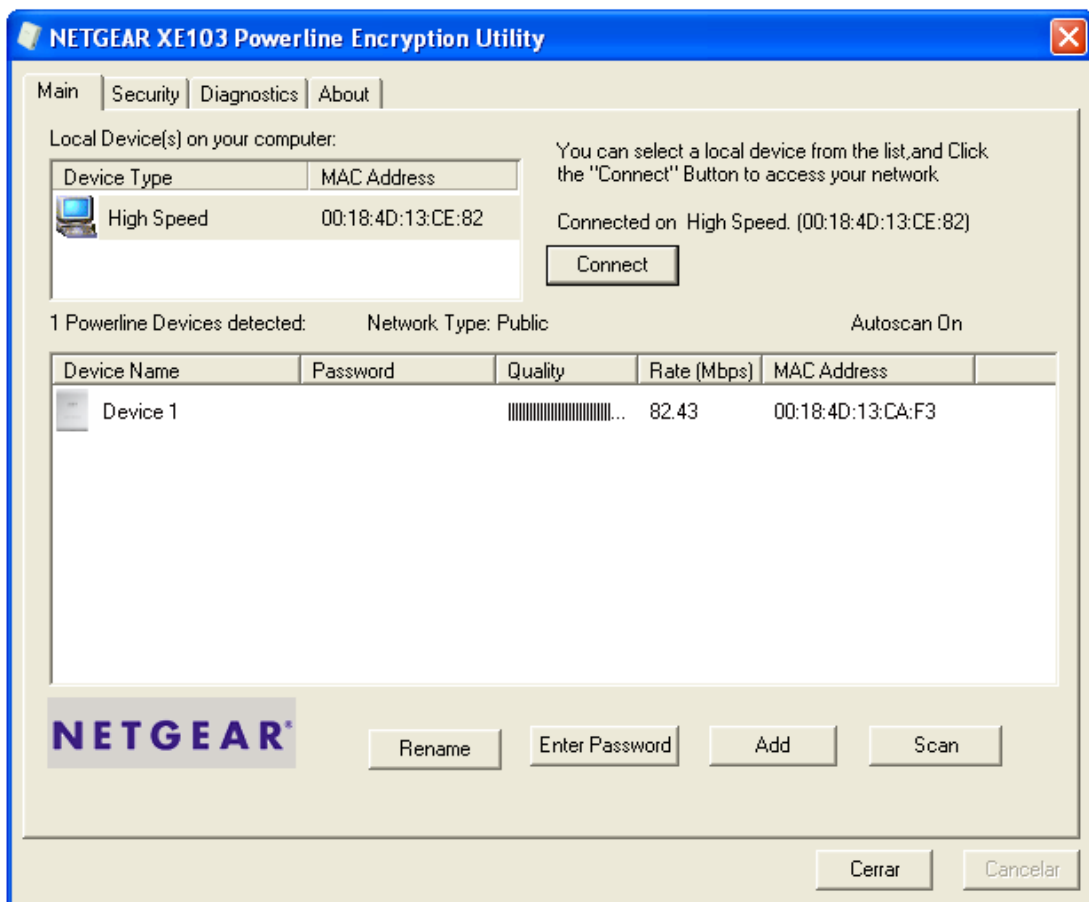 NETGEAR XE103 Powerline Encryption Utility
Main Security Diagnostics About
Local Device(s) on your computer:
Device Type MAC Address
High Speed 00:18:4D:13:CE:82
You can select a local device from the list,and Click
the "Connect" Button to access your network
Connected on High Speed. (00:18:4D:13:CE:82)
Connect
1 Powerline Devices detected: Network Type: Public Autoscan On
Device Name Password Quality Rate (Mbps) MAC Address
Device 1 ... 82.43 00:18:4D:13:CA:F3
NETGEAR®
Rename Enter Password Add Scan
Cerrar Cancelar